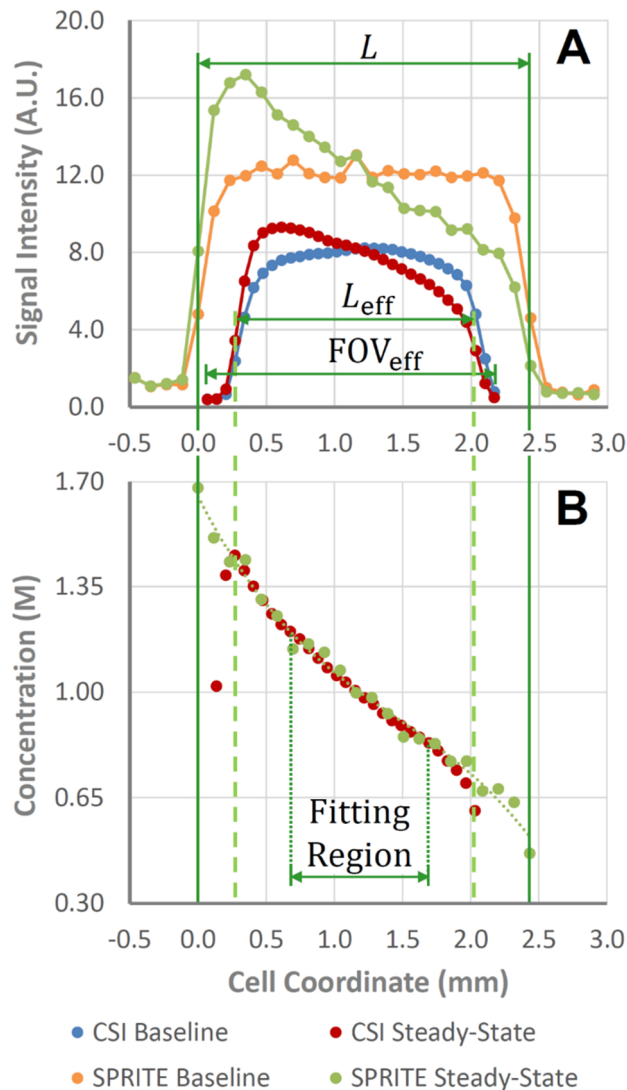 A
Signal Intensity (A.U.)
20.0
16.0
12.0
8.0
4.0
0.0
L
L_eff
FOV_eff
-0.5 0.0 0.5 1.0 1.5 2.0 2.5 3.0
B
Concentration (M)
1.70
1.35
1.00
0.65
0.30
Fitting
Region
-0.5 0.0 0.5 1.0 1.5 2.0 2.5 3.0
Cell Coordinate (mm)
CSI Baseline CSI Steady-State
SPRITE Baseline SPRITE Steady-State